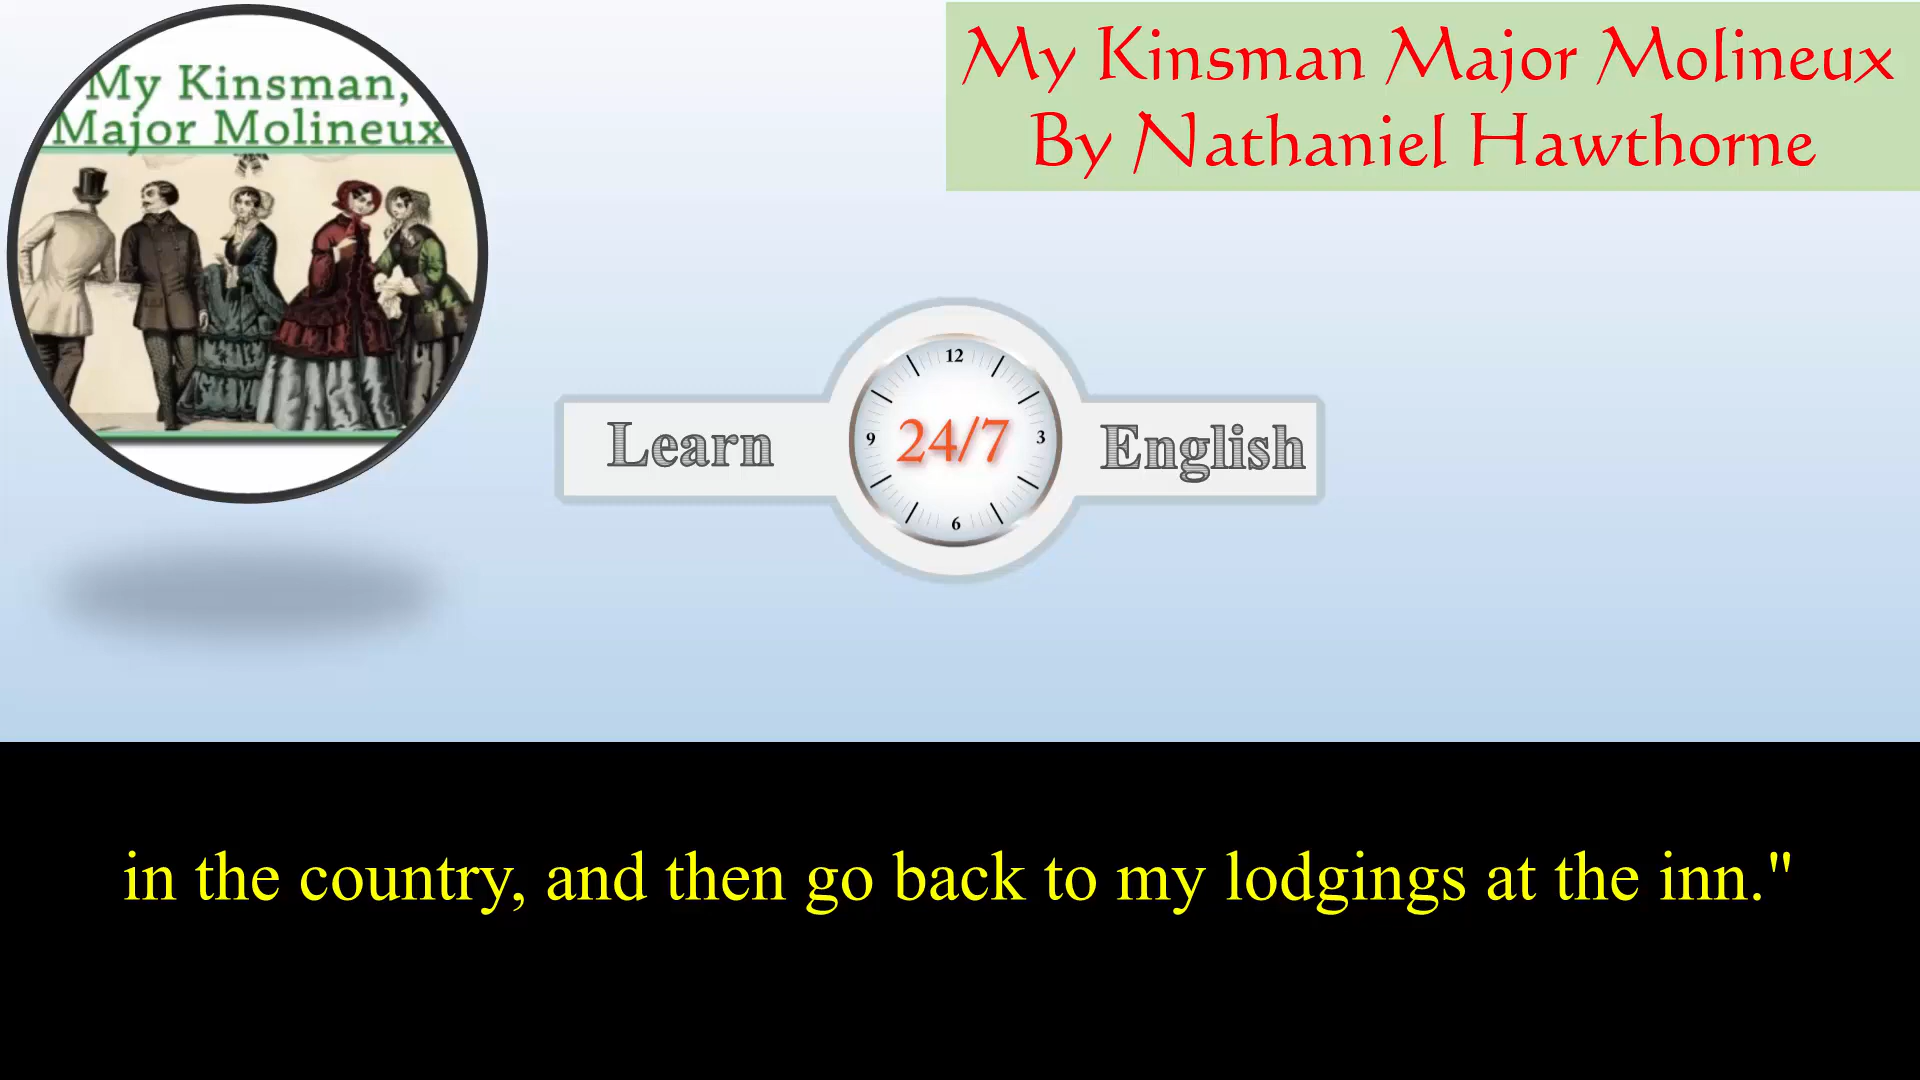 My Kinsman,
Major Molineux
My Kinsman Major Molineux
By Nathaniel Hawthorne
Learn 24/7 English
12
9
3
6
in the country, and then go back to my lodgings at the inn."